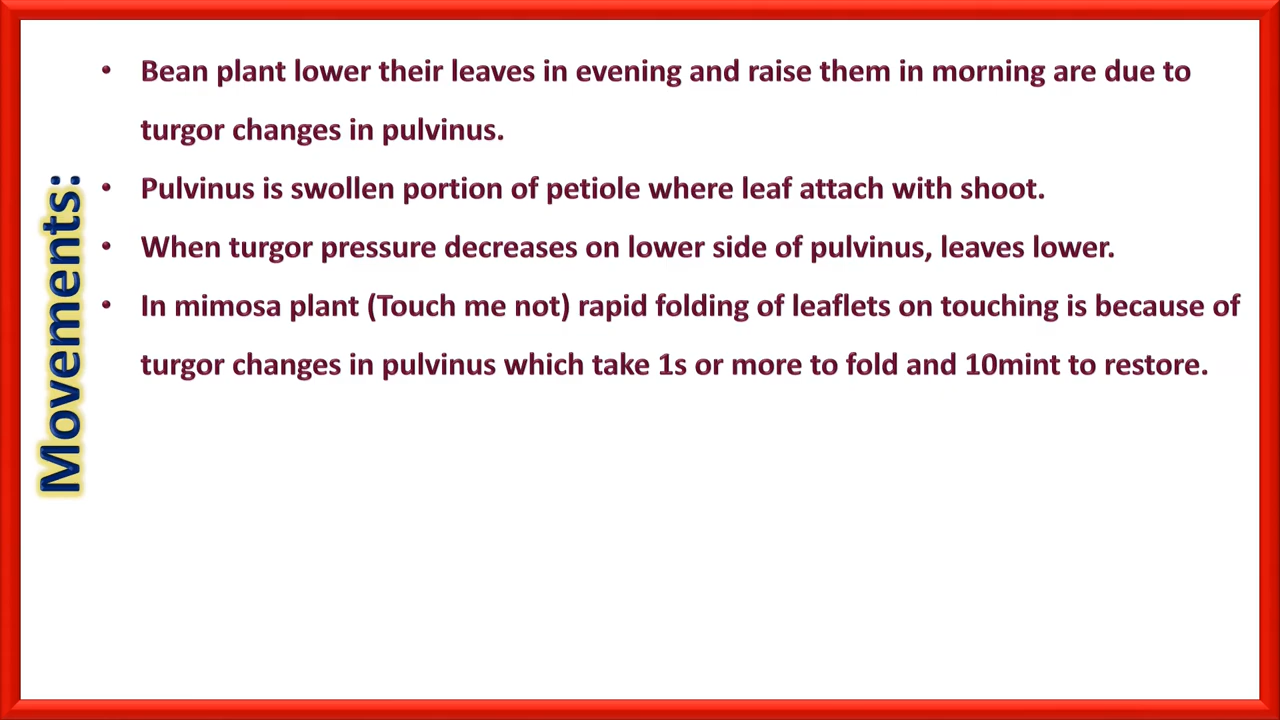 Movements:
• Bean plant lower their leaves in evening and raise them in morning are due to
turgor changes in pulvinus.
• Pulvinus is swollen portion of petiole where leaf attach with shoot.
• When turgor pressure decreases on lower side of pulvinus, leaves lower.
• In mimosa plant (Touch me not) rapid folding of leaflets on touching is because of
turgor changes in pulvinus which take 1s or more to fold and 10mint to restore.